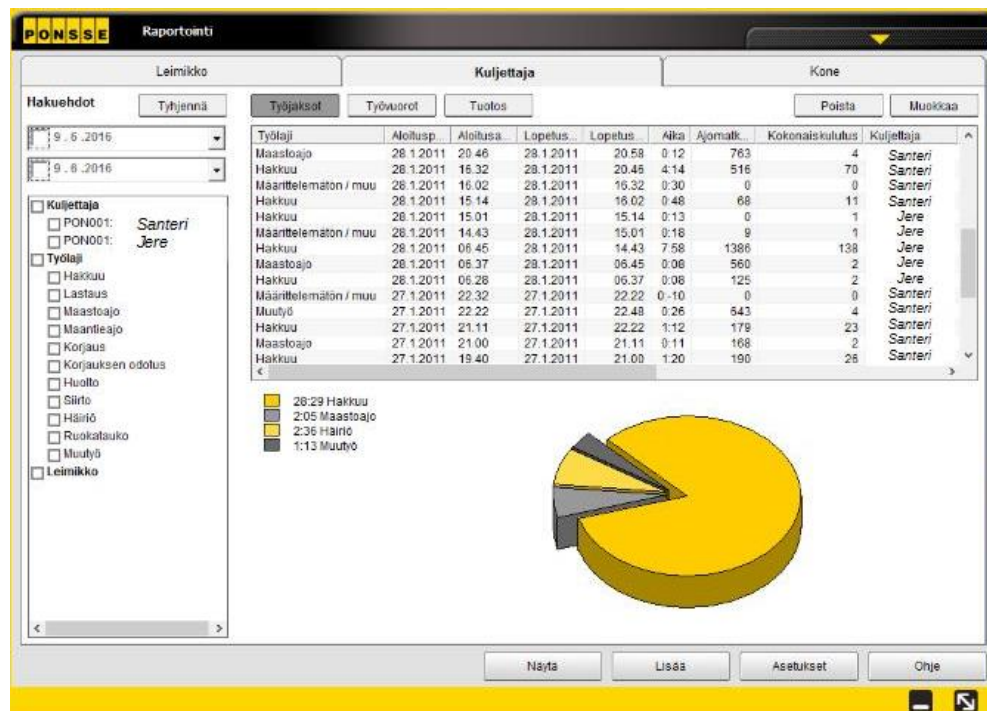 PONSSE Raportointi
Leimikko Kuljettaja Kone
Hakuehdot Tyhjennä Työjaksot Työvuorot Tuotos Poista Muokkaa
9 . 6 .2016
9 . 6 .2016
Työlaji Aloitusp... Aloitusa... Lopetus... Lopetus... Aika Ajomatk... Kokonaiskulutus Kuljettaja
Maastoajo 28.1.2011 20.46 28.1.2011 20.58 0:12 763 4 Santeri
Hakkuu 28.1.2011 16.32 28.1.2011 20.46 4:14 516 70 Santeri
Määrittelemätön / muu 28.1.2011 16.02 28.1.2011 16.32 0:30 0 0 Santeri
Hakkuu 28.1.2011 15.14 28.1.2011 16.02 0:48 68 11 Santeri
Hakkuu 28.1.2011 15.01 28.1.2011 15.14 0:13 0 1 Jere
Määrittelemätön / muu 28.1.2011 14.43 28.1.2011 15.01 0:18 9 1 Jere
Hakkuu 28.1.2011 06.45 28.1.2011 14.43 7:58 1386 138 Jere
Maastoajo 28.1.2011 06.37 28.1.2011 06.45 0:08 560 2 Jere
Hakkuu 28.1.2011 06.28 28.1.2011 06.37 0:08 125 2 Jere
Määrittelemätön / muu 27.1.2011 22.32 27.1.2011 22.22 0:-10 0 0 Santeri
Muutyö 27.1.2011 22.22 27.1.2011 22.48 0:26 543 4 Santeri
Hakkuu 27.1.2011 21.11 27.1.2011 22.22 1:12 179 23 Santeri
Maastoajo 27.1.2011 21.00 27.1.2011 21.11 0:11 168 2 Santeri
Hakkuu 27.1.2011 19.40 27.1.2011 21.00 1:20 190 26 Santeri
Kuljettaja
PON001: Santeri
PON001: Jere
Työlaji
Hakkuu
Lastaus
Maastoajo
Maantieajo
Korjaus
Korjauksen odotus
Huolto
Siirto
Häiriö
Ruokatauko
Muutyö
Leimikko
28:29 Hakkuu
2:05 Maastoajo
2:36 Häiriö
1:13 Muutyö
Näytä Lisää Asetukset Ohje